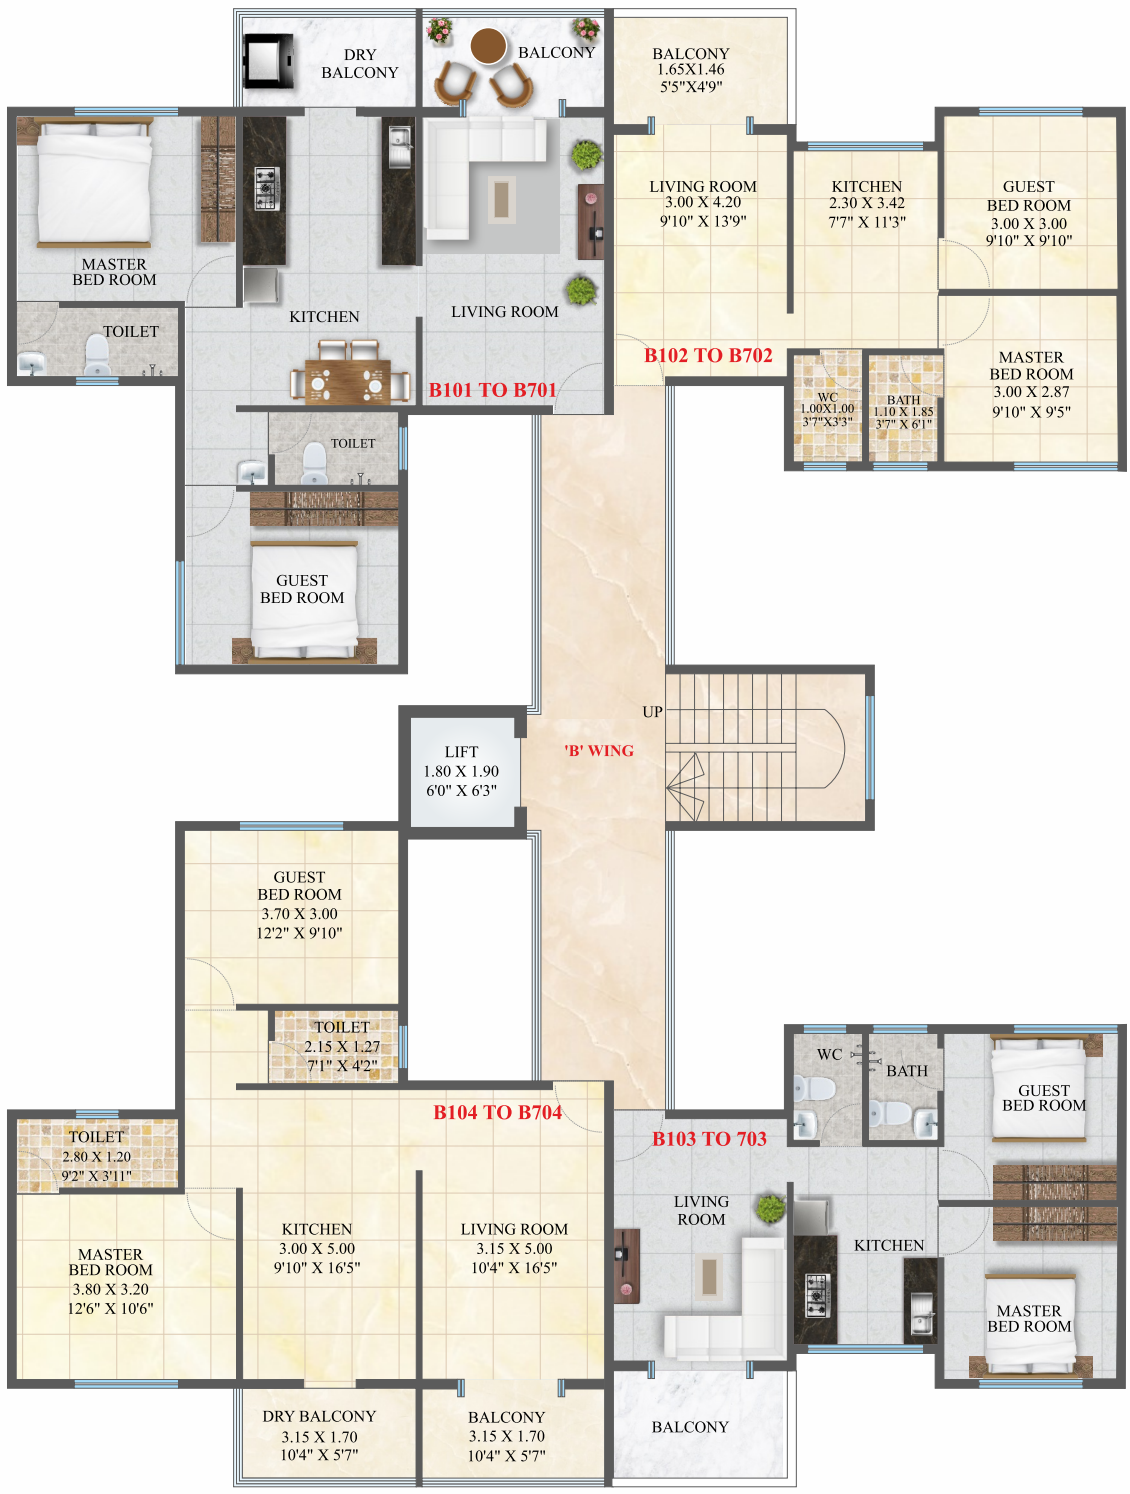 DRY
BALCONY
BALCONY
BALCONY
1.65X1.46
5'5"X4'9"
MASTER
BED ROOM
TOILET
KITCHEN
LIVING ROOM
B101 TO B701
TOILET
GUEST
BED ROOM
LIVING ROOM
3.00 X 4.20
9'10" X 13'9"
KITCHEN
2.30 X 3.42
7'7" X 11'3"
GUEST
BED ROOM
3.00 X 3.00
9'10" X 9'10"
B102 TO B702
MASTER
BED ROOM
3.00 X 2.87
9'10" X 9'5"
WC
1.00X1.00
3'7"X3'3"
BATH
1.10 X 1.85
3'7" X 6'1"
UP
LIFT
1.80 X 1.90
6'0" X 6'3"
'B' WING
GUEST
BED ROOM
3.70 X 3.00
12'2" X 9'10"
TOILET
2.15 X 1.27
7'1" X 4'2"
B104 TO B704
TOILET
2.80 X 1.20
9'2" X 3'11"
MASTER
BED ROOM
3.80 X 3.20
12'6" X 10'6"
KITCHEN
3.00 X 5.00
9'10" X 16'5"
LIVING ROOM
3.15 X 5.00
10'4" X 16'5"
DRY BALCONY
3.15 X 1.70
10'4" X 5'7"
BALCONY
3.15 X 1.70
10'4" X 5'7"
WC
BATH
GUEST
BED ROOM
B103 TO 703
LIVING
ROOM
KITCHEN
MASTER
BED ROOM
BALCONY